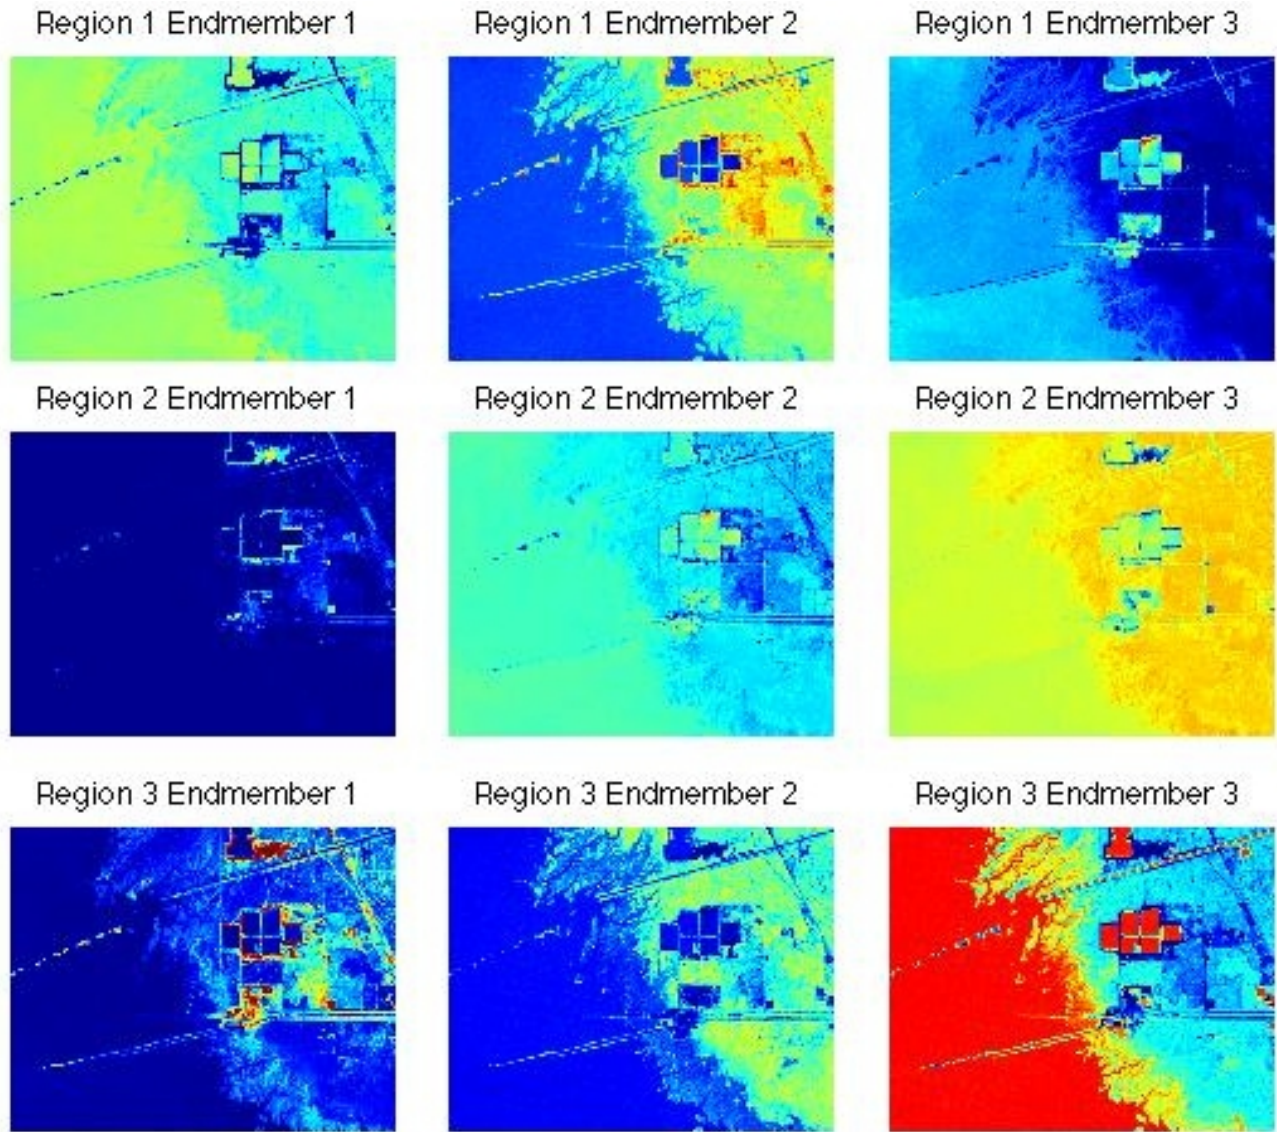 Region 1 Endmember 1
Region 1 Endmember 2
Region 1 Endmember 3
Region 2 Endmember 1
Region 2 Endmember 2
Region 2 Endmember 3
Region 3 Endmember 1
Region 3 Endmember 2
Region 3 Endmember 3